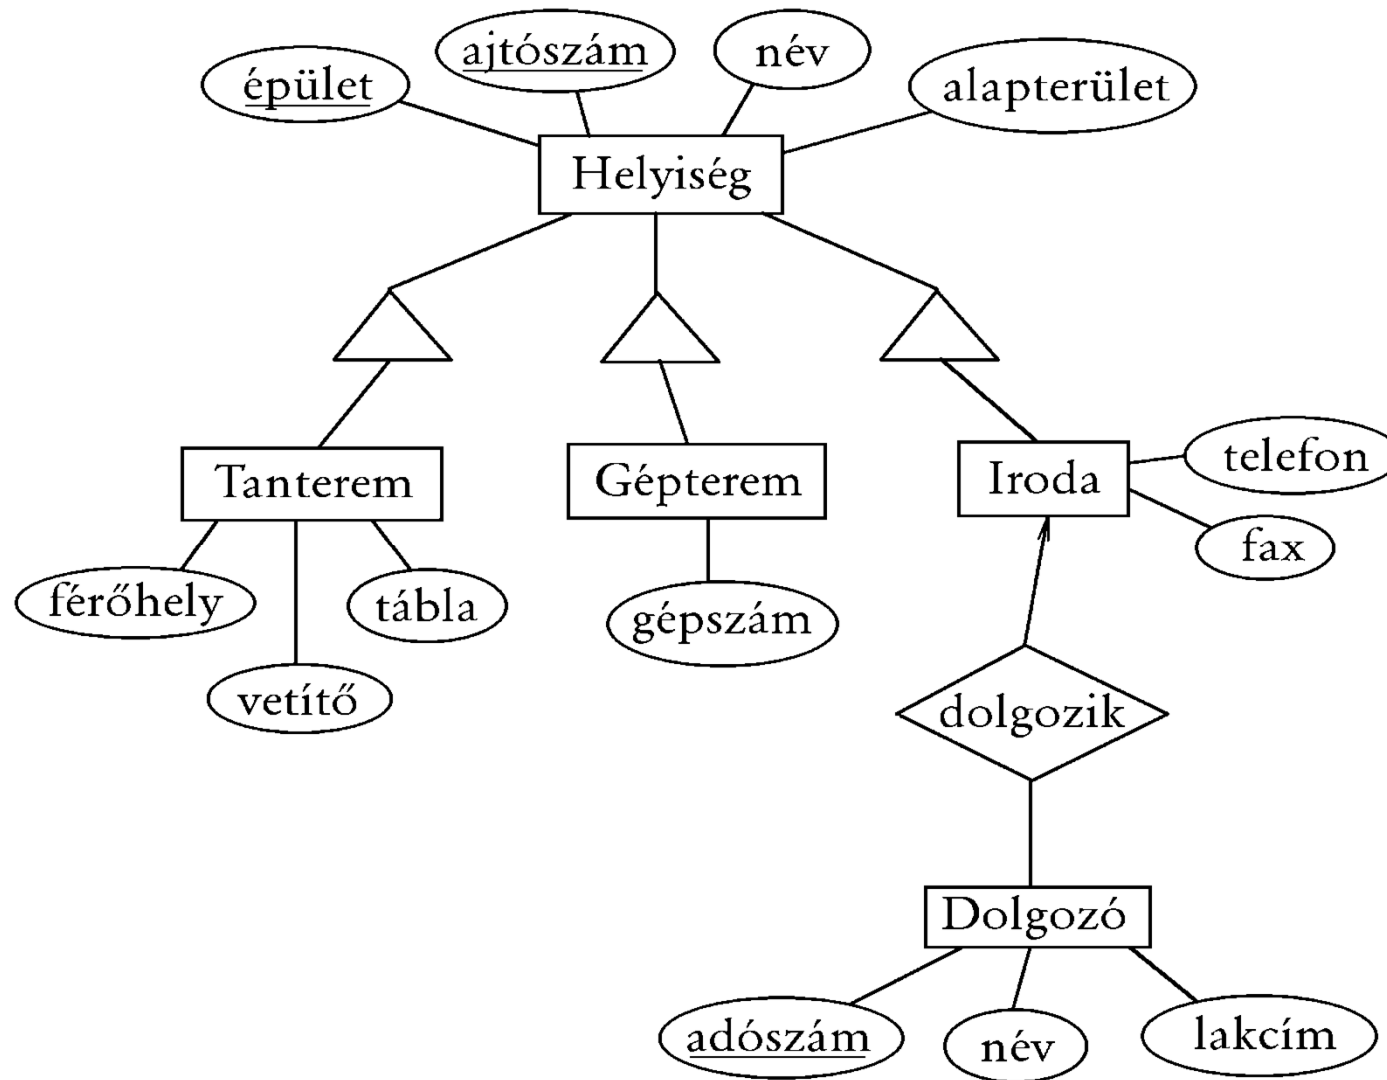 ajtószám
név
épület
alapterület
Helyiség
Tanterem
Gépterem
Iroda
telefon
fax
férőhely
tábla
gépszám
vetítő
dolgozik
Dolgozó
adószám
név
lakcím